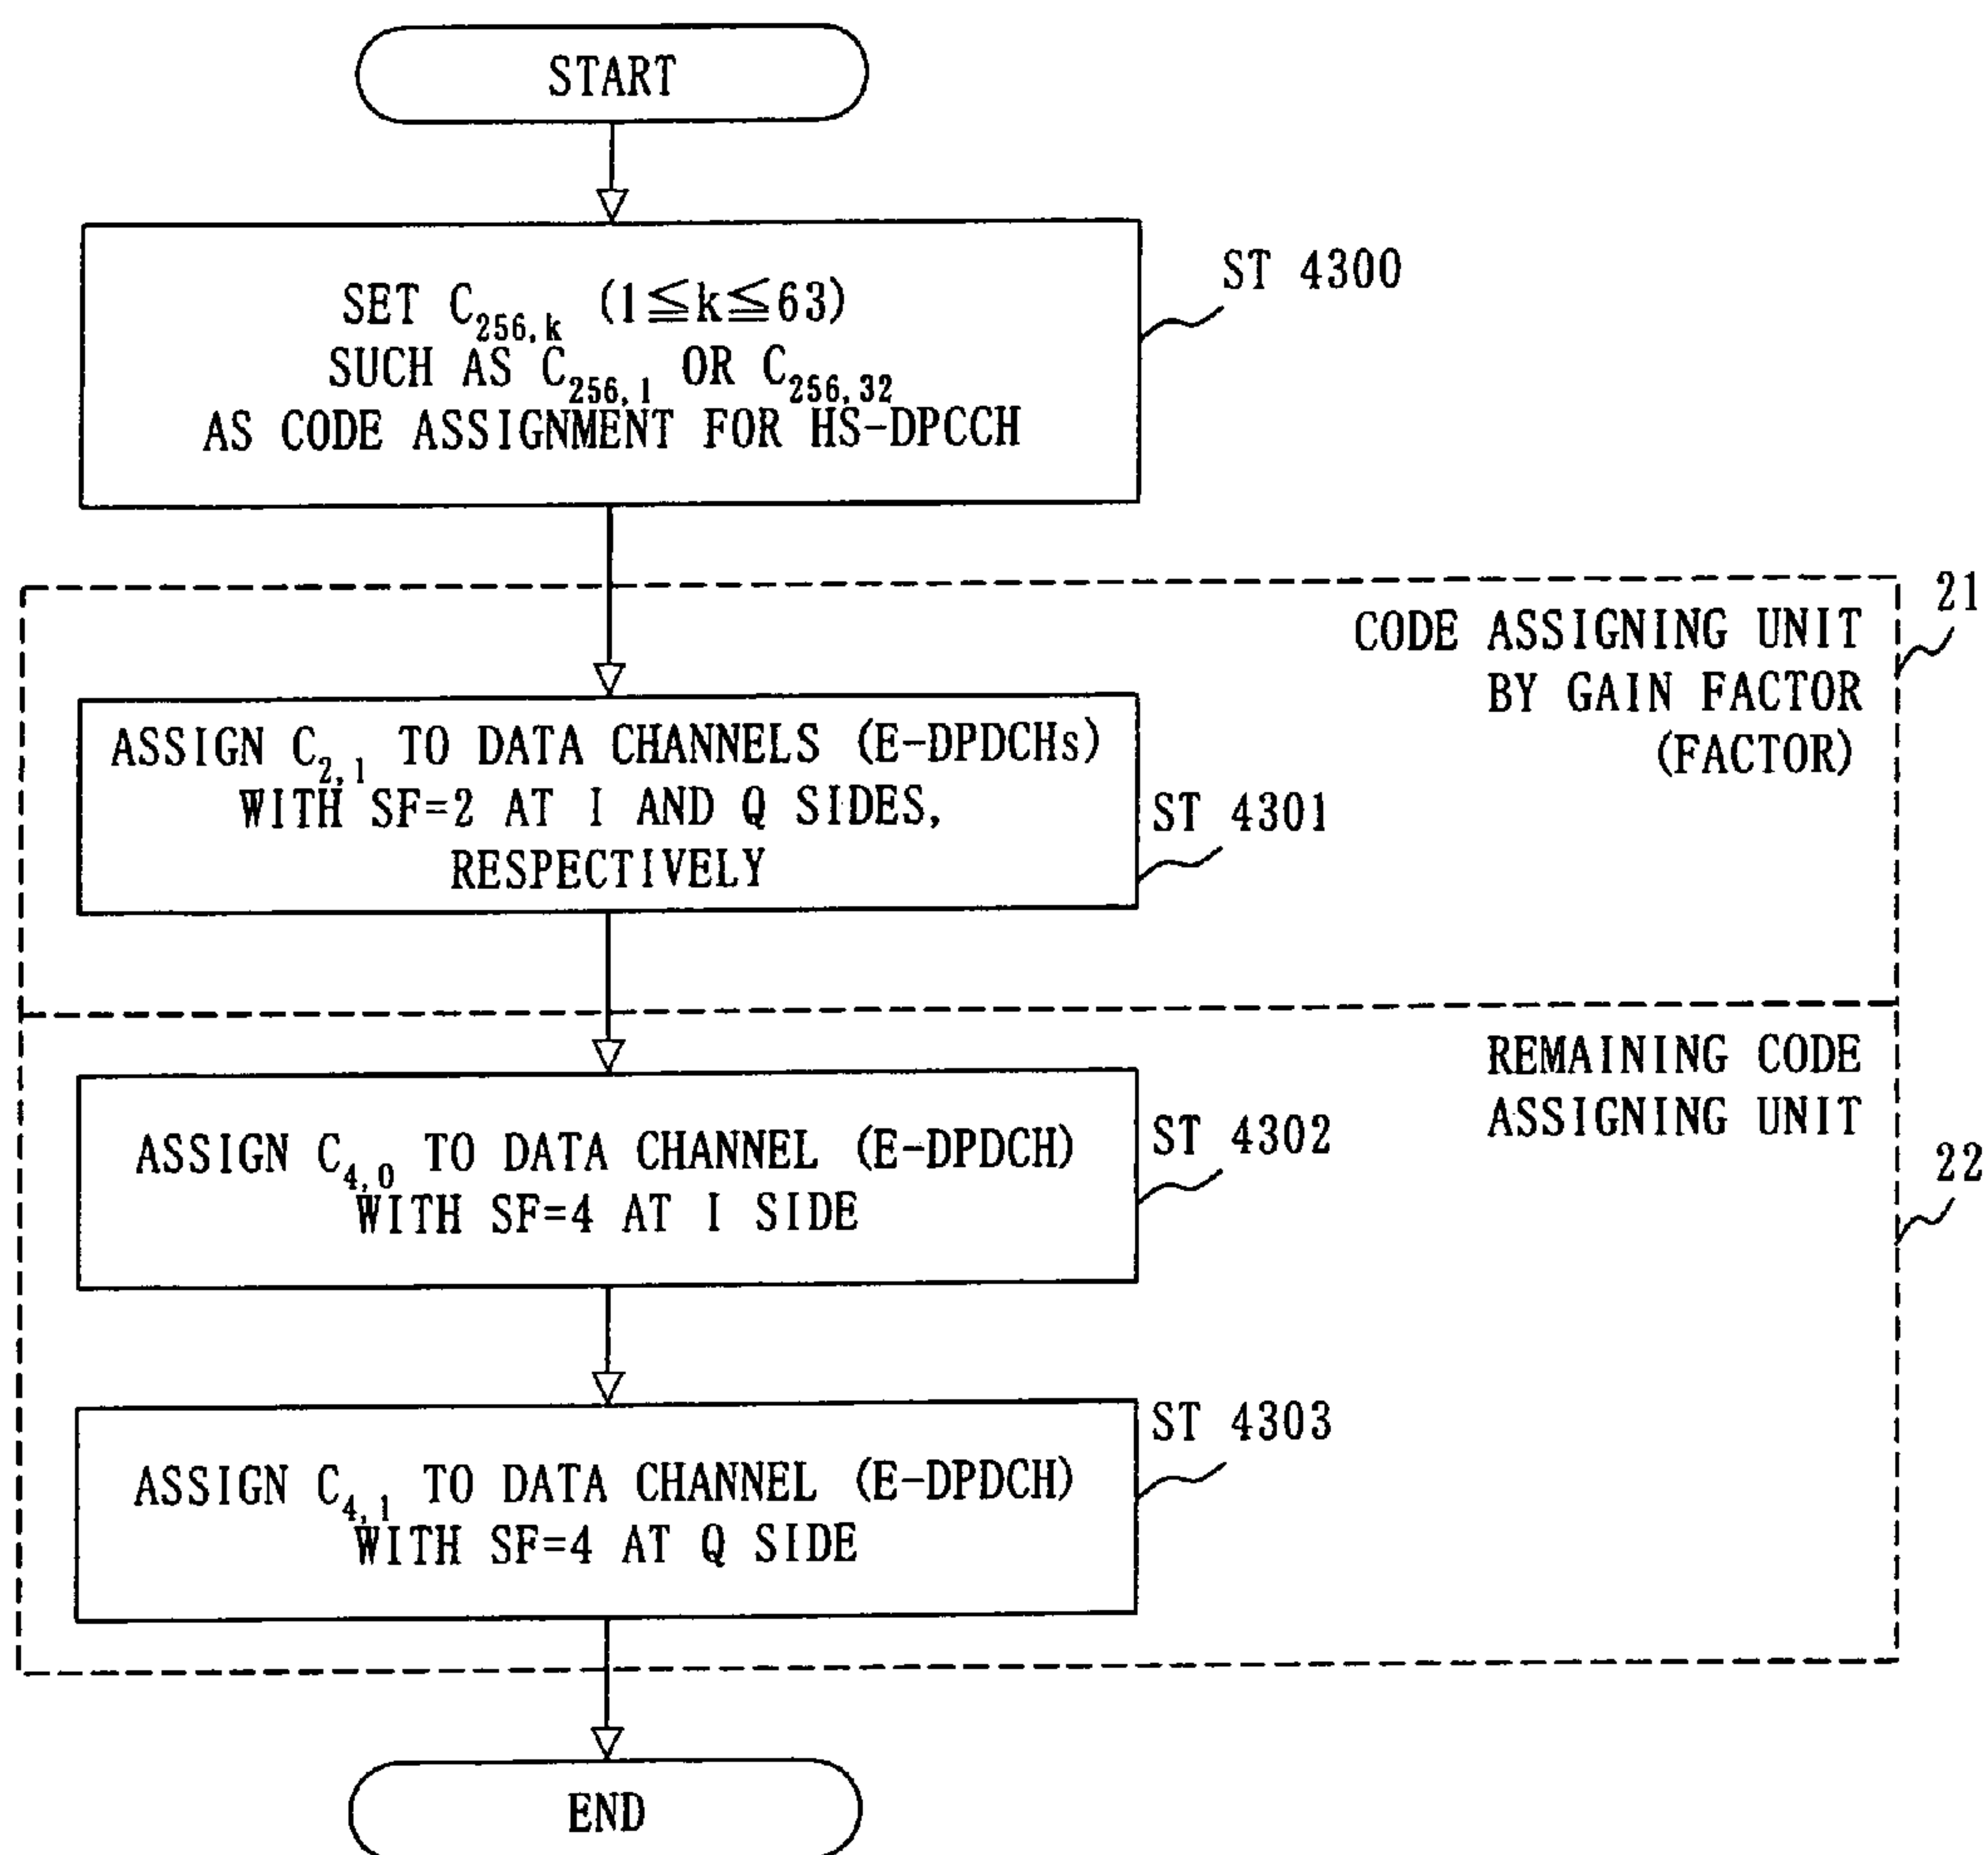 START
SET C256,k (1≦k≦63)
SUCH AS C256,1 OR C256,32
AS CODE ASSIGNMENT FOR HS-DPCCH
ST 4300
21
CODE ASSIGNING UNIT
BY GAIN FACTOR
(FACTOR)
ASSIGN C2,1 TO DATA CHANNELS (E-DPDCHs)
WITH SF=2 AT I AND Q SIDES,
RESPECTIVELY
ST 4301
REMAINING CODE
ASSIGNING UNIT
22
ASSIGN C4,0 TO DATA CHANNEL (E-DPDCH)
WITH SF=4 AT I SIDE
ST 4302
ASSIGN C4,1 TO DATA CHANNEL (E-DPDCH)
WITH SF=4 AT Q SIDE
ST 4303
END